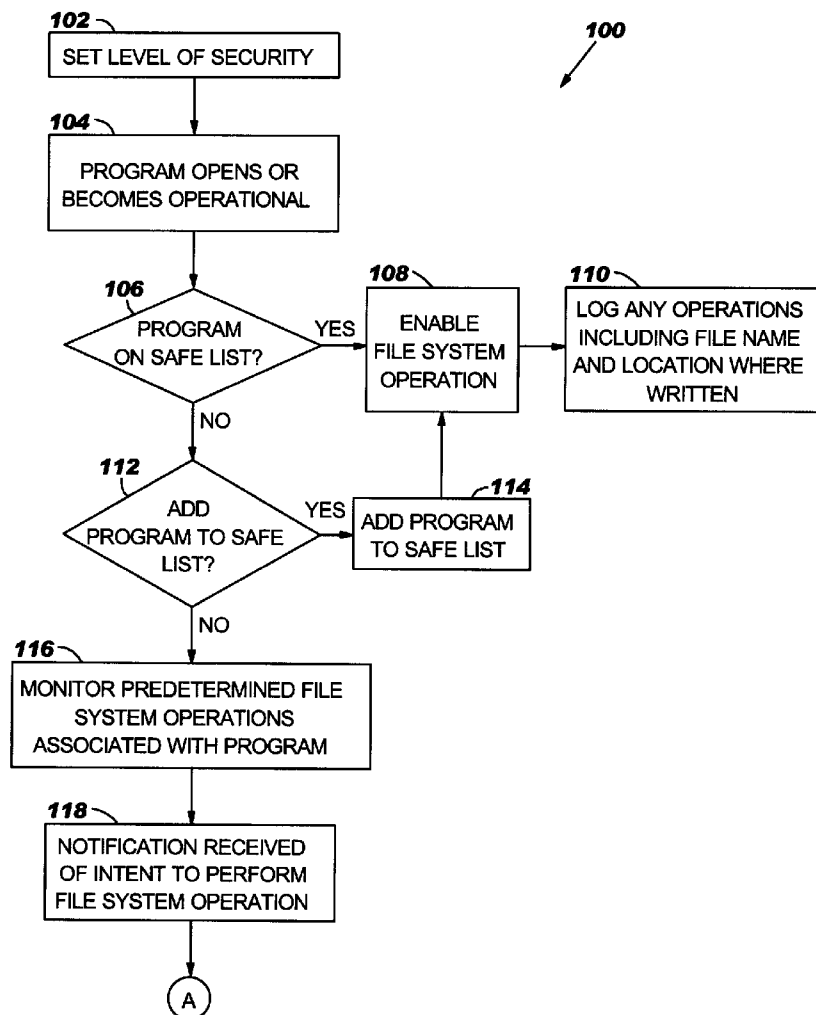 102
SET LEVEL OF SECURITY
100
104
PROGRAM OPENS OR
BECOMES OPERATIONAL
106
PROGRAM
ON SAFE LIST?
YES
108
ENABLE
FILE SYSTEM
OPERATION
110
LOG ANY OPERATIONS
INCLUDING FILE NAME
AND LOCATION WHERE
WRITTEN
NO
112
ADD
PROGRAM TO SAFE
LIST?
YES
114
ADD PROGRAM
TO SAFE LIST
NO
116
MONITOR PREDETERMINED FILE
SYSTEM OPERATIONS
ASSOCIATED WITH PROGRAM
118
NOTIFICATION RECEIVED
OF INTENT TO PERFORM
FILE SYSTEM OPERATION
A